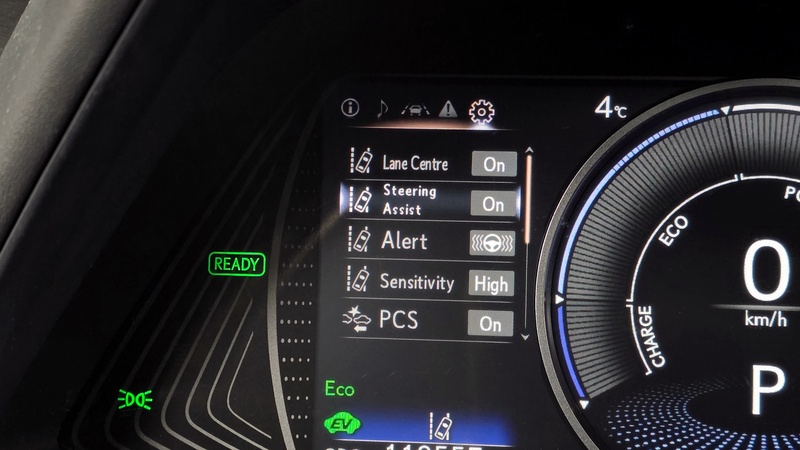 4°C
Lane Centre On
Steering
Assist On
Alert
READY
Sensitivity High
PCS On
ECO
CHARGE
0
km/h
P
Eco
EV